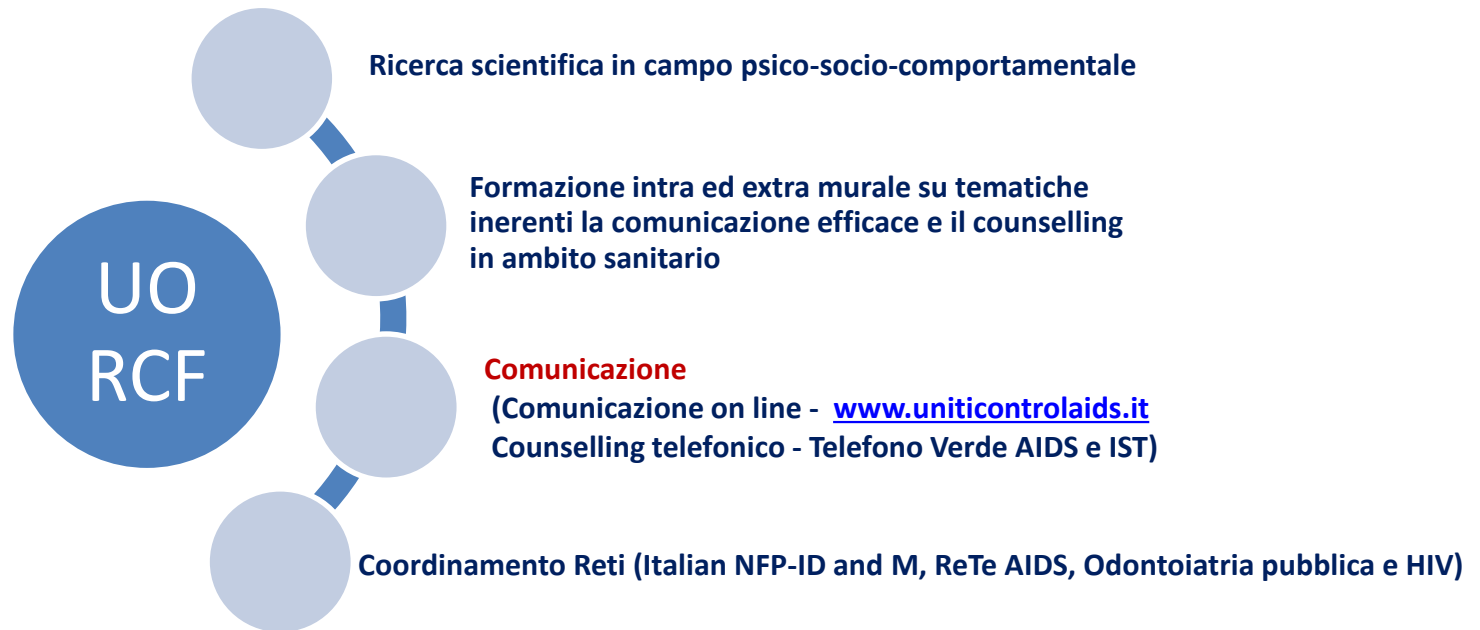 UO
RCF
Ricerca scientifica in campo psico-socio-comportamentale
Formazione intra ed extra murale su tematiche
inerenti la comunicazione efficace e il counselling
in ambito sanitario
Comunicazione
(Comunicazione on line - www.uniticontrolaids.it
Counselling telefonico - Telefono Verde AIDS e IST)
Coordinamento Reti (Italian NFP-ID and M, ReTe AIDS, Odontoiatria pubblica e HIV)